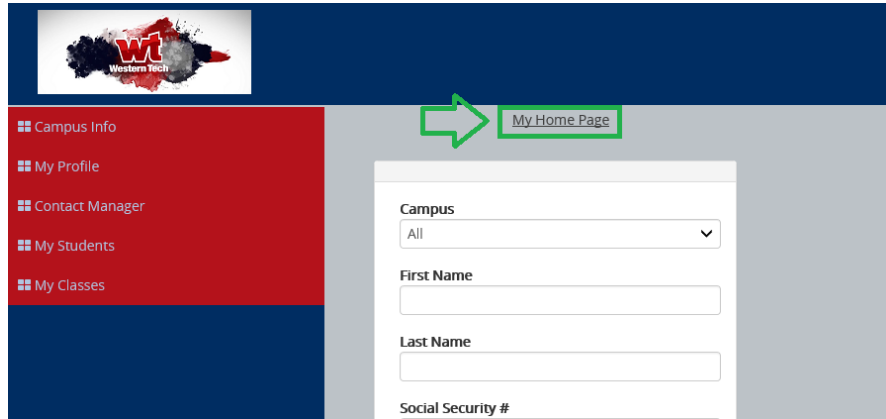 wt
Western Tech
My Home Page
Campus Info
My Profile
Contact Manager
My Students
My Classes
Campus
All
First Name
Last Name
Social Security #